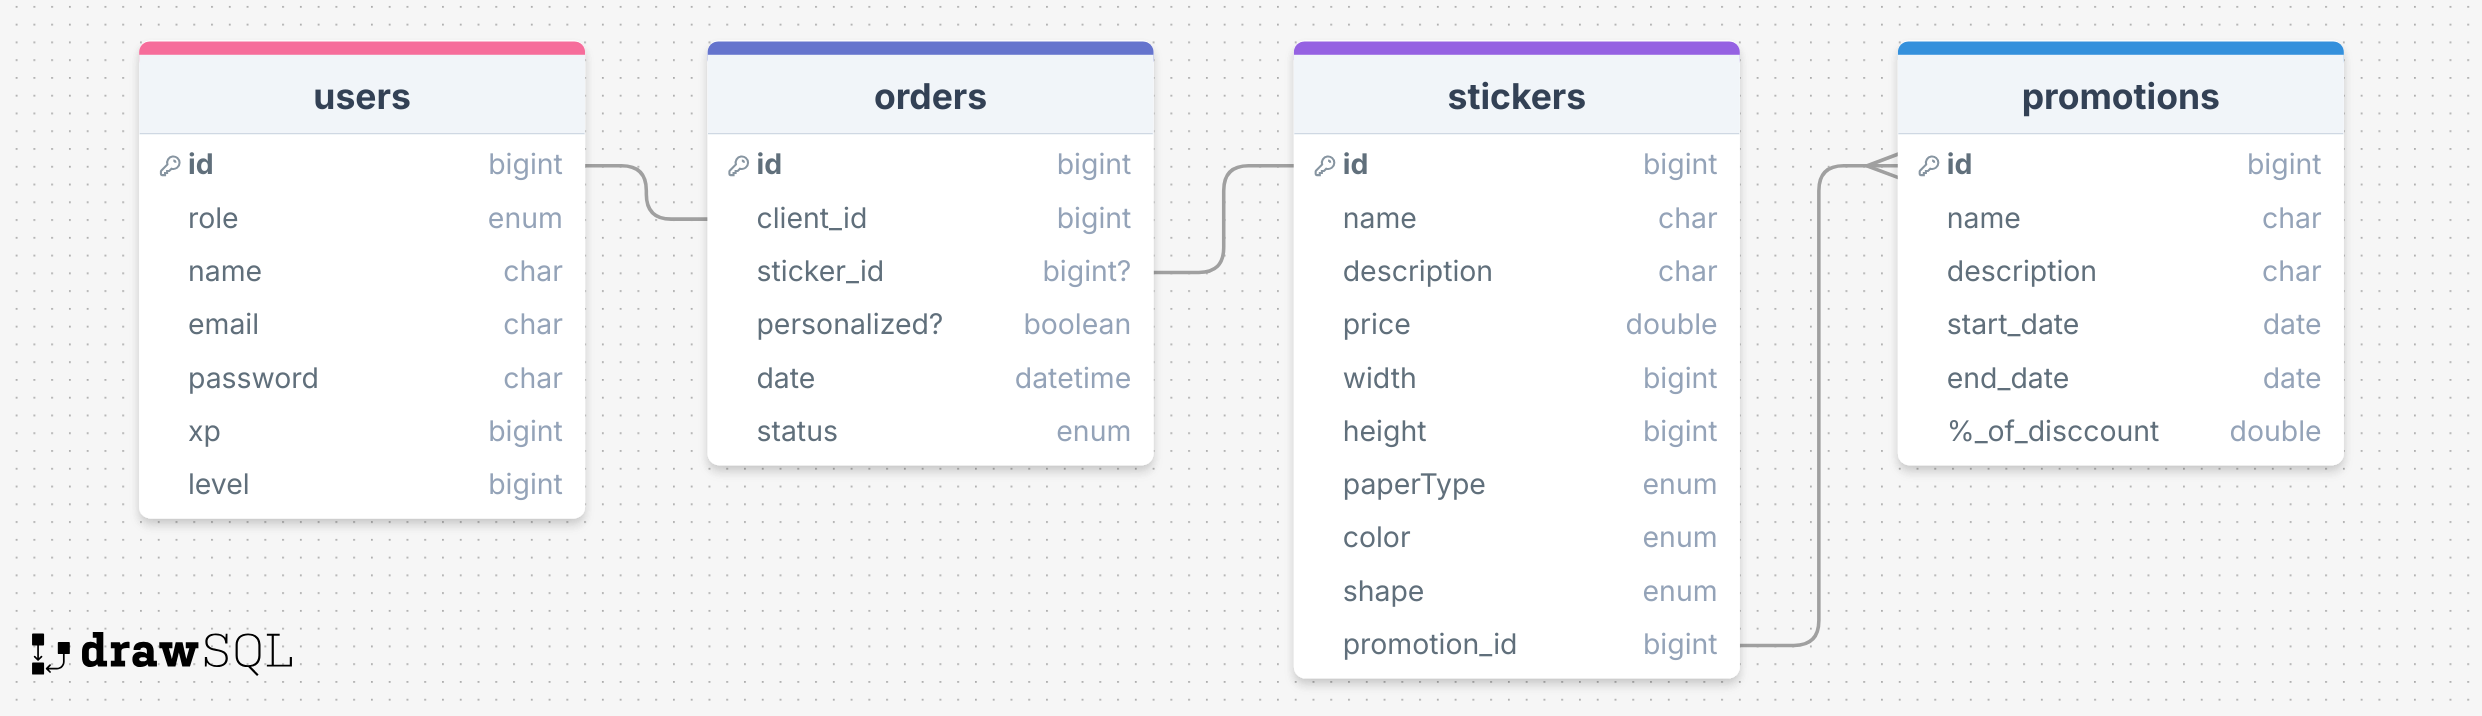 users
id bigint
role enum
name char
email char
password char
xp bigint
level bigint
orders
id bigint
client_id bigint
sticker_id bigint?
personalized? boolean
date datetime
status enum
stickers
id bigint
name char
description char
price double
width bigint
height bigint
paperType enum
color enum
shape enum
promotion_id bigint
promotions
id bigint
name char
description char
start_date date
end_date date
%_of_disccount double
drawSQL